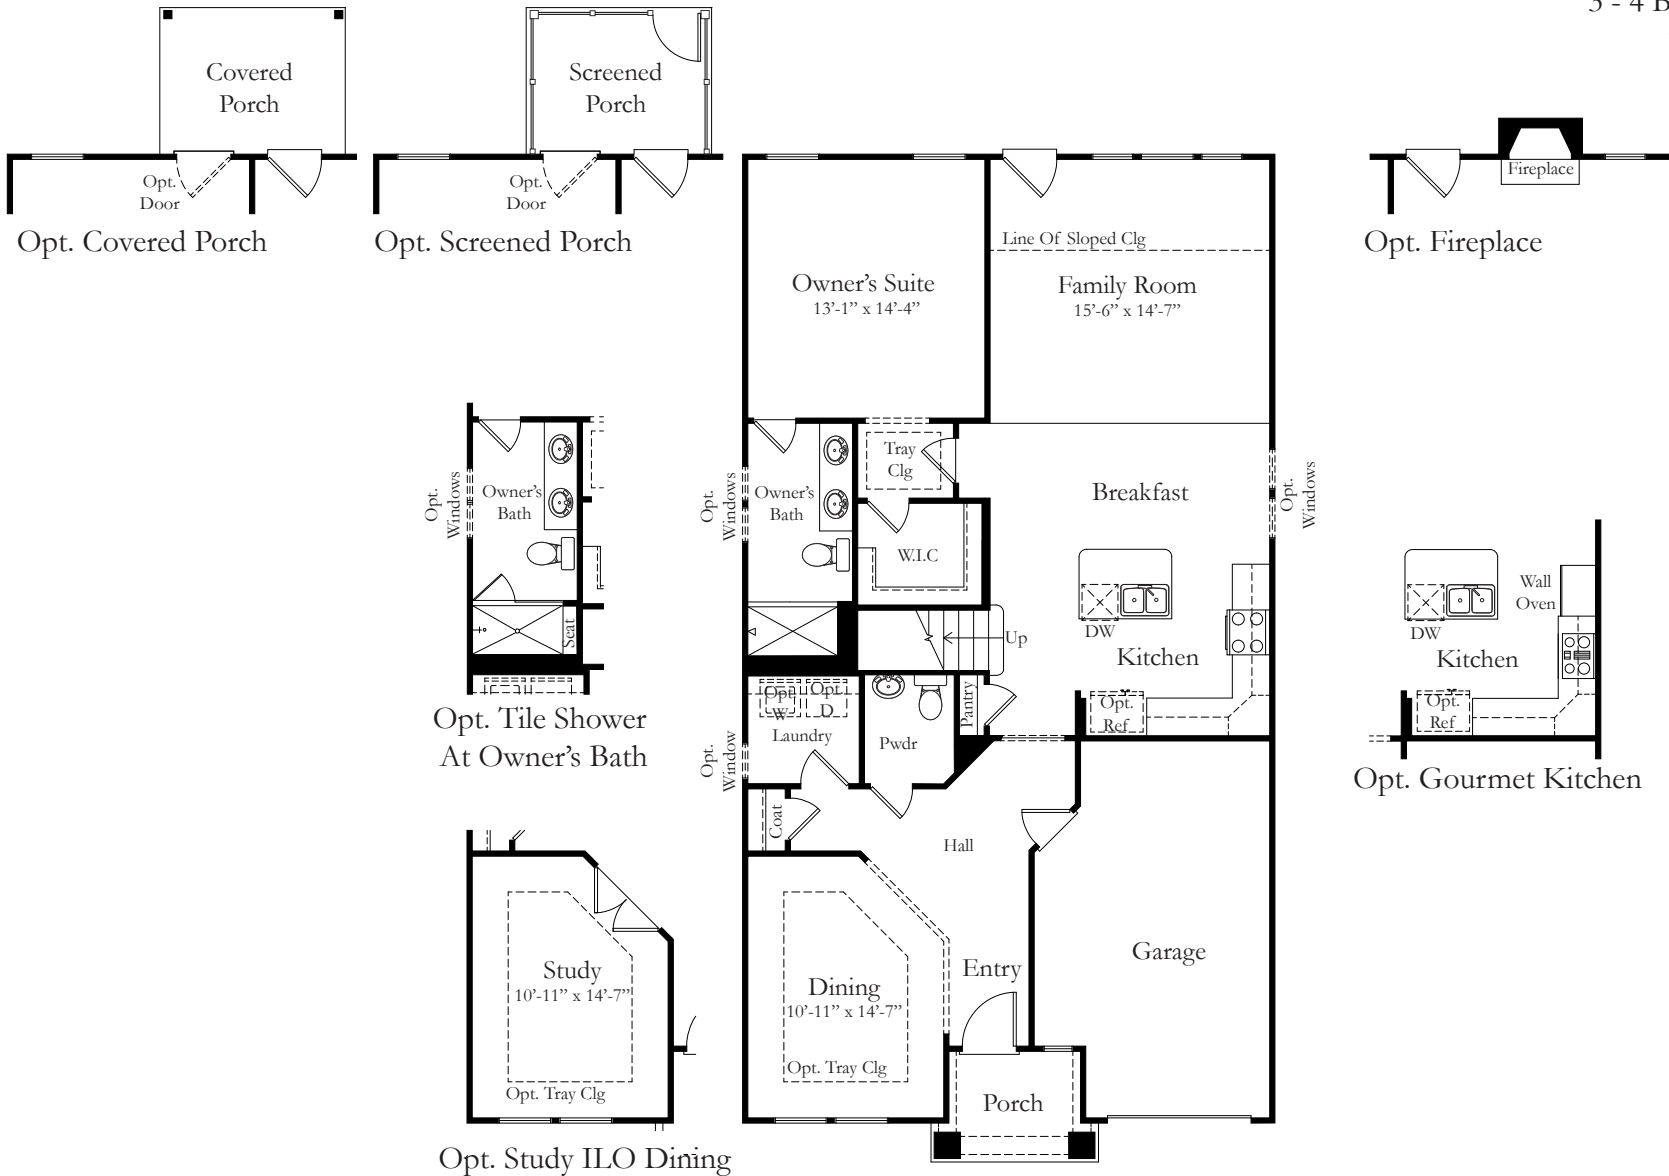 3 - 4 B
Covered
Porch
Opt.
Door
Opt. Covered Porch
Screened
Porch
Opt.
Door
Opt. Screened Porch
Fireplace
Opt. Fireplace
Line Of Sloped Clg
Owner's Suite
13'-1" x 14'-4"
Family Room
15'-6" x 14'-7"
Opt.
Windows
Owner's
Bath
Seat
Opt. Tile Shower
At Owner's Bath
Opt.
Windows
Owner's
Bath
Tray
Clg
W.I.C
Breakfast
Opt.
Windows
Up
DW
Kitchen
Opt.
Ref
Pantry
Opt
W
Opt
D
Laundry
Pwdr
Opt.
Window
Coat
Hall
Wall
Oven
DW
Kitchen
Opt.
Ref
Opt. Gourmet Kitchen
Study
10'-11" x 14'-7"
Opt. Tray Clg
Opt. Study ILO Dining
Dining
10'-11" x 14'-7"
Opt. Tray Clg
Entry
Garage
Porch